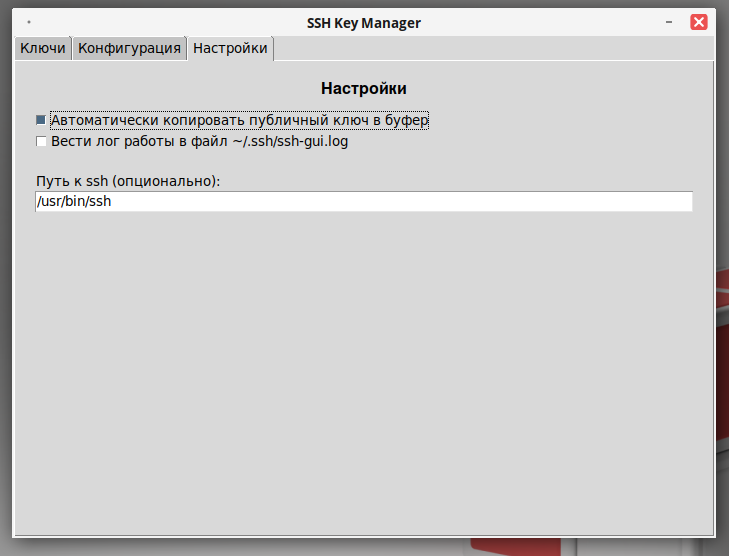 SSH Key Manager
Ключи Конфигурация Настройки
Настройки
Автоматически копировать публичный ключ в буфер
Вести лог работы в файл ~/.ssh/ssh-gui.log
Путь к ssh (опционально):
/usr/bin/ssh